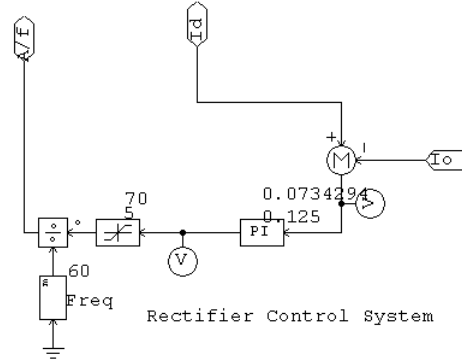 A/f
Id
+
-
M
Io
0.0734294
0.125
V
70
5
PI
V
60
Freq
Rectifier Control System